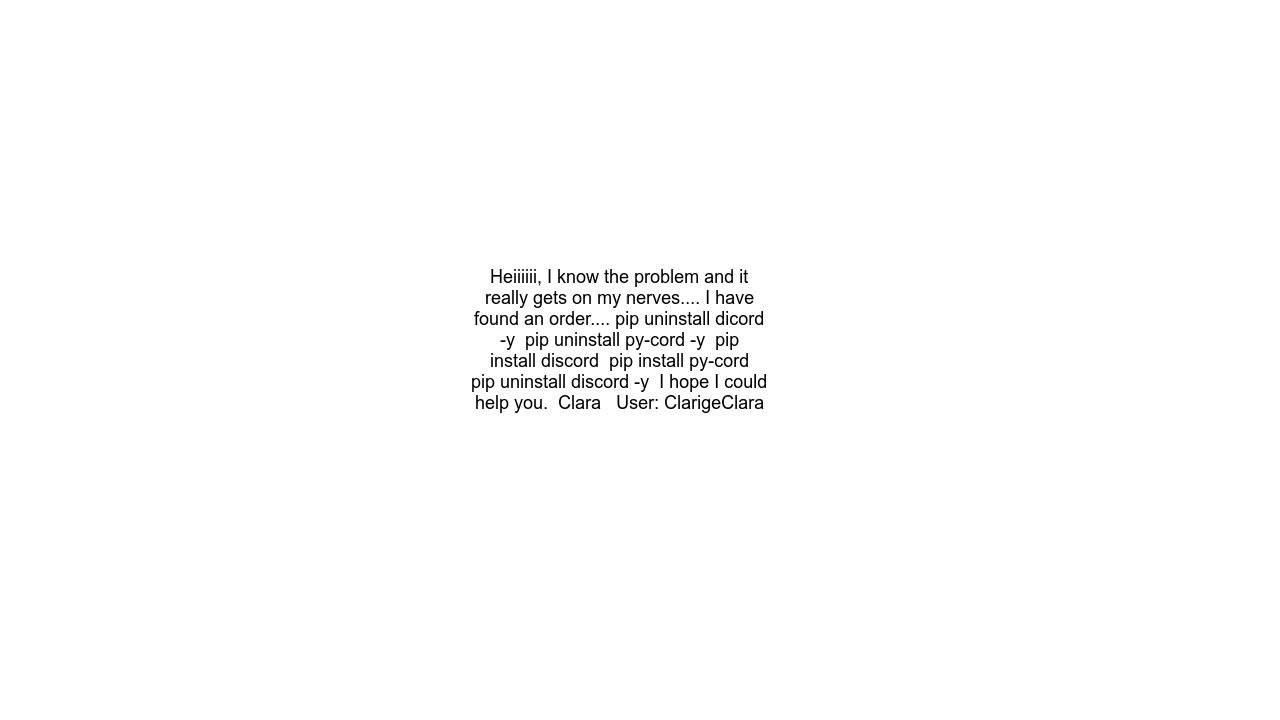 Heiiiiii, I know the problem and it
really gets on my nerves.... I have
found an order.... pip uninstall dicord
-y  pip uninstall py-cord -y  pip
install discord  pip install py-cord
pip uninstall discord -y  I hope I could
help you.  Clara   User: ClarigeClara